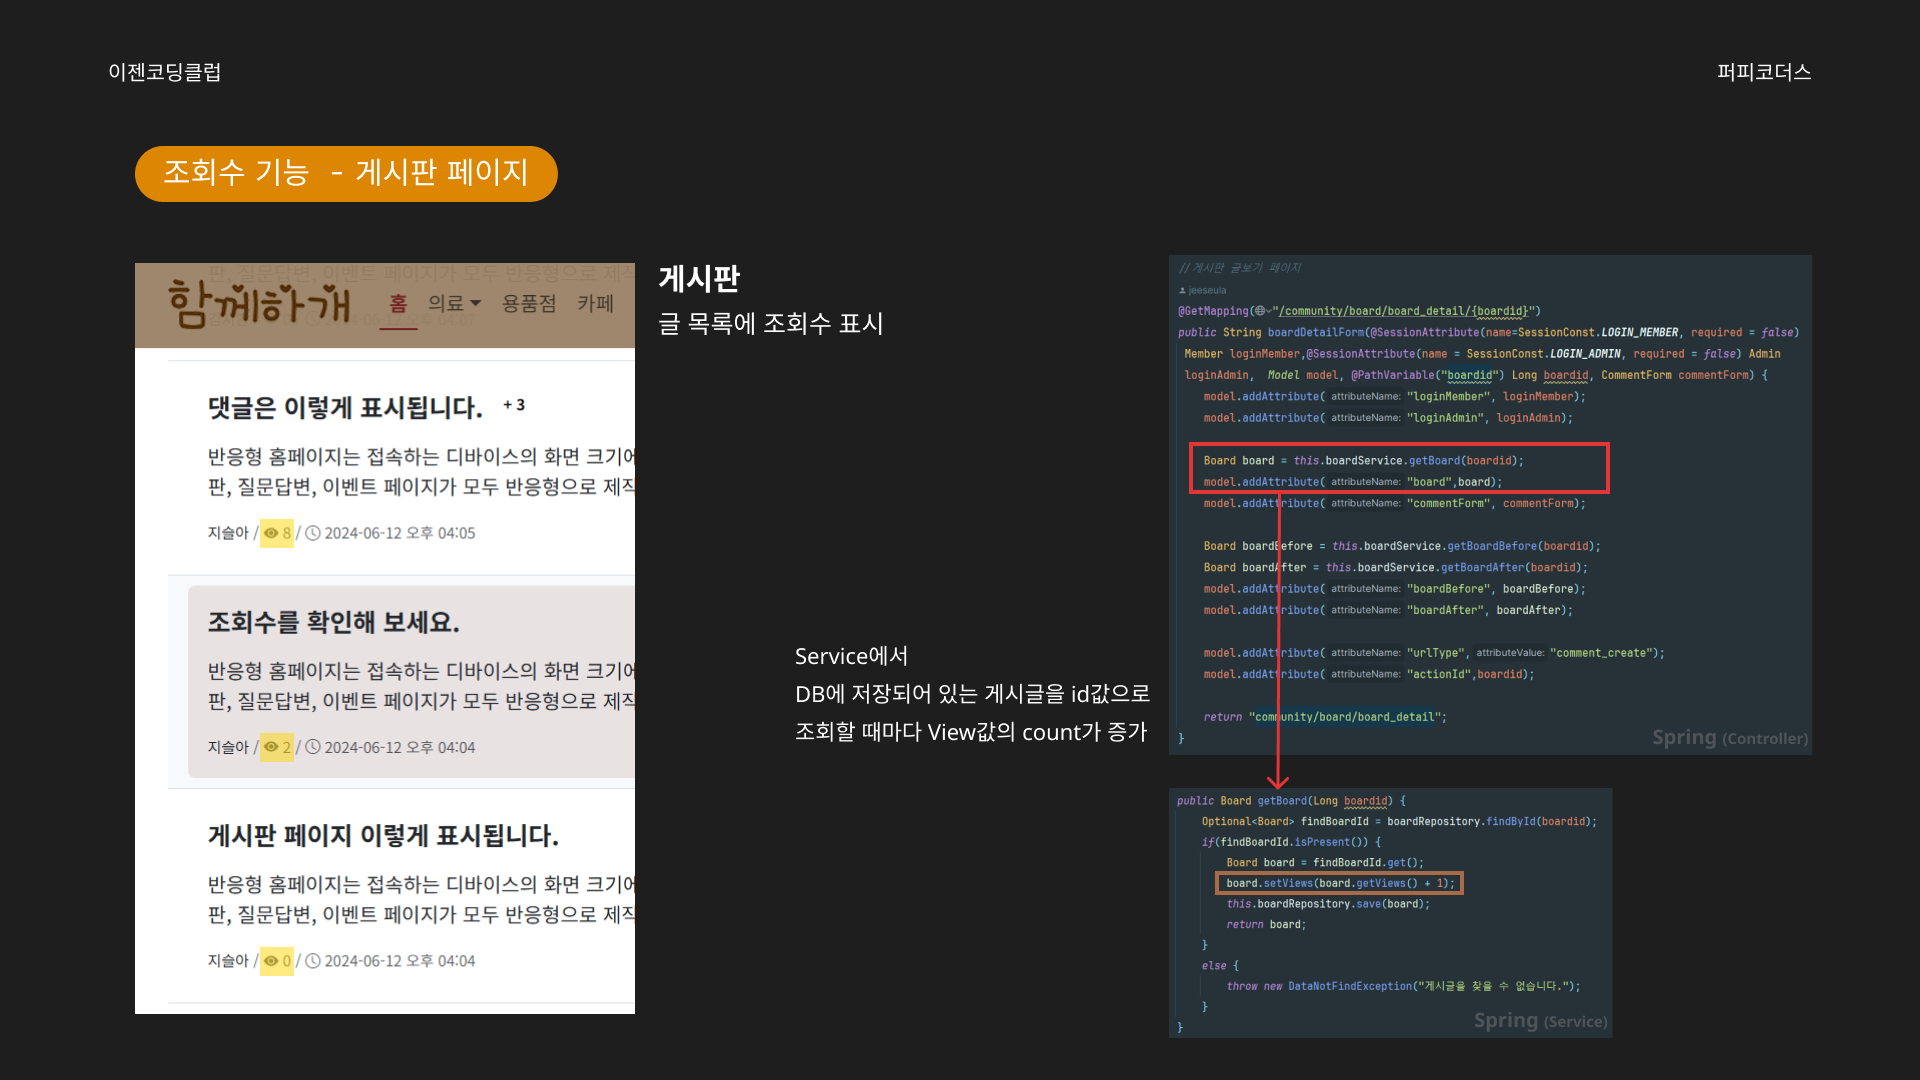 이젠코딩클럽
퍼피코더스
조회수 기능 - 게시판 페이지
함께하개
홈 의료 용품점 카페
댓글은 이렇게 표시됩니다. + 3
반응형 홈페이지는 접속하는 디바이스의 화면 크기에
판, 질문답변, 이벤트 페이지가 모두 반응형으로 제작
지슬아 / 8 / 2024-06-12 오후 04:05
조회수를 확인해 보세요.
반응형 홈페이지는 접속하는 디바이스의 화면 크기에
판, 질문답변, 이벤트 페이지가 모두 반응형으로 제작
지슬아 / 2 / 2024-06-12 오후 04:04
게시판 페이지 이렇게 표시됩니다.
반응형 홈페이지는 접속하는 디바이스의 화면 크기에
판, 질문답변, 이벤트 페이지가 모두 반응형으로 제작
지슬아 / 0 / 2024-06-12 오후 04:04
게시판
글 목록에 조회수 표시
Service에서
DB에 저장되어 있는 게시글을 id값으로
조회할 때마다 View값의 count가 증가
//게시판 글보기 페이지
jeeseula
@GetMapping("/community/board/board_detail/{boardid}")
public String boardDetailForm(@SessionAttribute(name=SessionConst.LOGIN_MEMBER, required = false)
Member loginMember,@SessionAttribute(name = SessionConst.LOGIN_ADMIN, required = false) Admin
loginAdmin, Model model, @PathVariable("boardid") Long boardid, CommentForm commentForm) {
model.addAttribute( attributeName: "loginMember", loginMember);
model.addAttribute( attributeName: "loginAdmin", loginAdmin);
Board board = this.boardService.getBoard(boardid);
model.addAttribute( attributeName: "board",board);
model.addAttribute( attributeName: "commentForm", commentForm);
Board boardBefore = this.boardService.getBoardBefore(boardid);
Board boardAfter = this.boardService.getBoardAfter(boardid);
model.addAttribute( attributeName: "boardBefore", boardBefore);
model.addAttribute( attributeName: "boardAfter", boardAfter);
model.addAttribute( attributeName: "urlType", attributeValue: "comment_create");
model.addAttribute( attributeName: "actionId",boardid);
return "community/board/board_detail";
}
Spring (Controller)
public Board getBoard(Long boardid) {
Optional<Board> findBoardId = boardRepository.findById(boardid);
if(findBoardId.isPresent()) {
Board board = findBoardId.get();
board.setViews(board.getViews() + 1);
this.boardRepository.save(board);
return board;
}
else {
throw new DataNotFindException("게시글을 찾을 수 없습니다.");
}
}
Spring (Service)